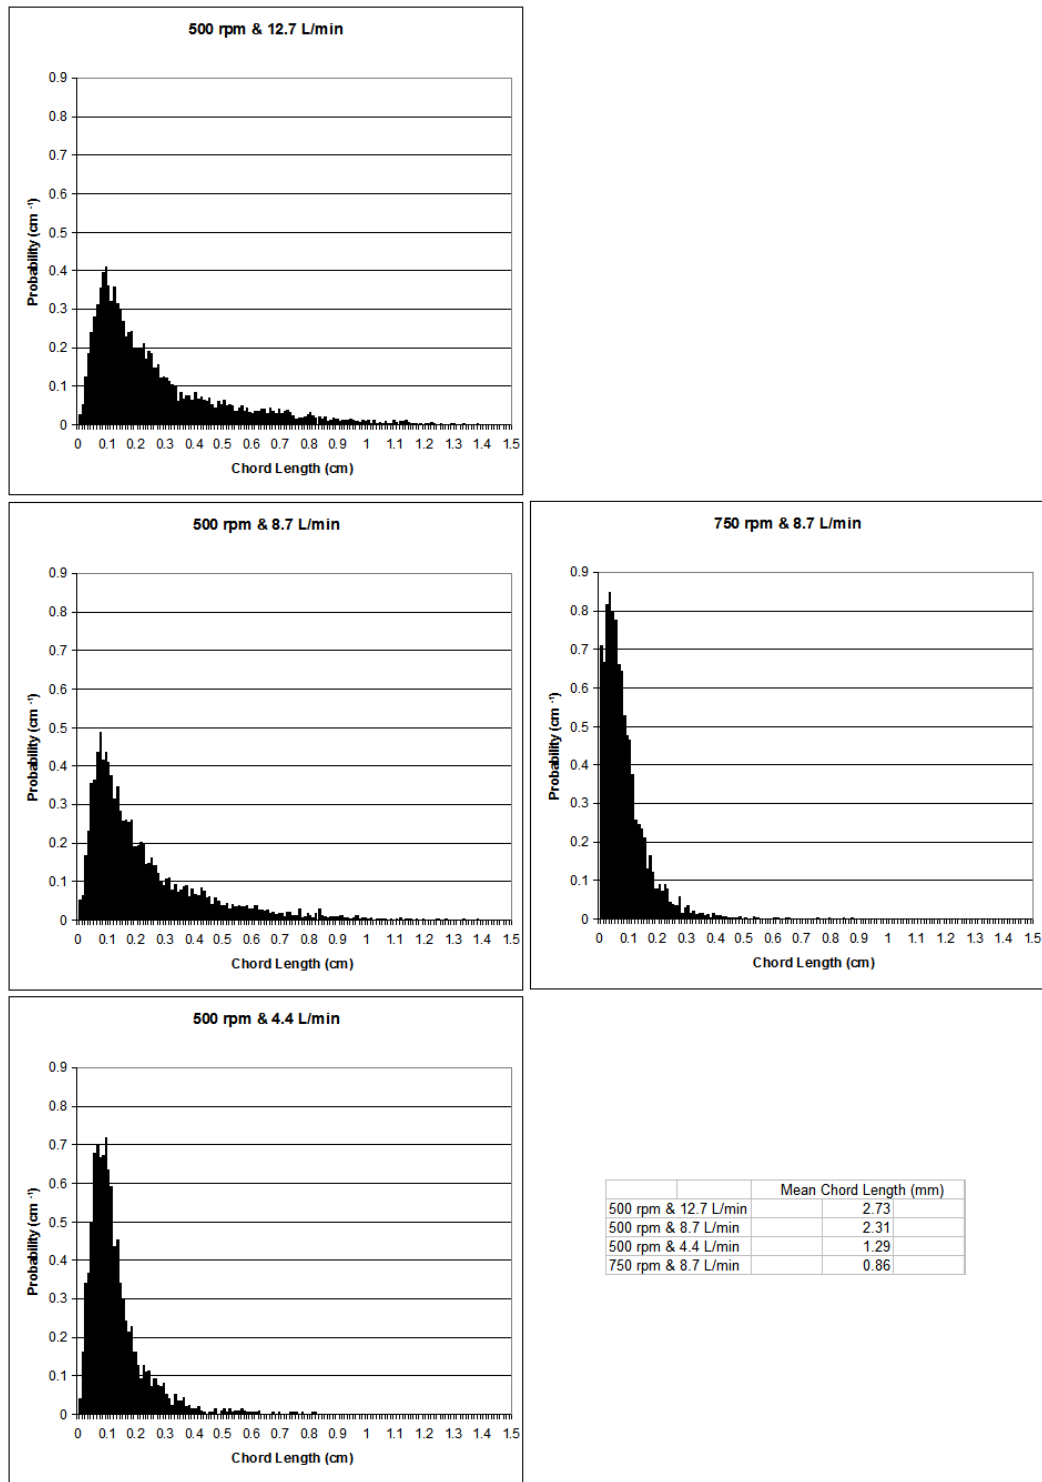 500 rpm & 12.7 L/min
0.9
0.8
0.7
0.6
0.5
0.4
0.3
0.2
0.1
0
Probability (cm ⁻¹)
0 0.1 0.2 0.3 0.4 0.5 0.6 0.7 0.8 0.9 1 1.1 1.2 1.3 1.4 1.5
Chord Length (cm)
500 rpm & 8.7 L/min
0.9
0.8
0.7
0.6
0.5
0.4
0.3
0.2
0.1
0
Probability (cm ⁻¹)
0 0.1 0.2 0.3 0.4 0.5 0.6 0.7 0.8 0.9 1 1.1 1.2 1.3 1.4 1.5
Chord Length (cm)
750 rpm & 8.7 L/min
0.9
0.8
0.7
0.6
0.5
0.4
0.3
0.2
0.1
0
Probability (cm ⁻¹)
0 0.1 0.2 0.3 0.4 0.5 0.6 0.7 0.8 0.9 1 1.1 1.2 1.3 1.4 1.5
Chord Length (cm)
500 rpm & 4.4 L/min
0.9
0.8
0.7
0.6
0.5
0.4
0.3
0.2
0.1
0
Probability (cm ⁻¹)
0 0.1 0.2 0.3 0.4 0.5 0.6 0.7 0.8 0.9 1 1.1 1.2 1.3 1.4 1.5
Chord Length (cm)
Mean Chord Length (mm)
500 rpm & 12.7 L/min 2.73
500 rpm & 8.7 L/min 2.31
500 rpm & 4.4 L/min 1.29
750 rpm & 8.7 L/min 0.86